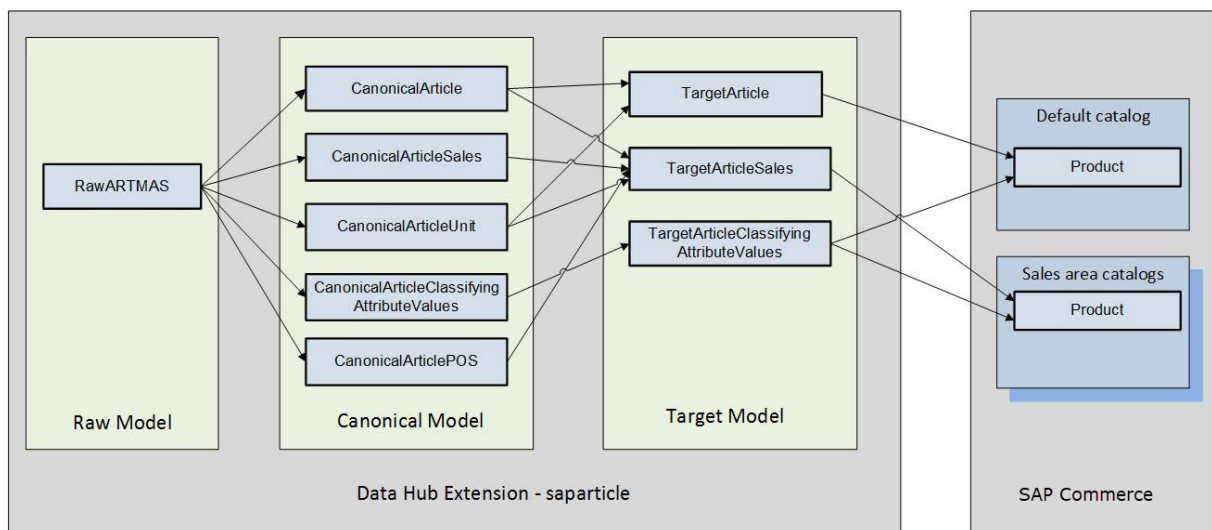 RawARTMAS
Raw Model
CanonicalArticle
CanonicalArticleSales
CanonicalArticleUnit
CanonicalArticleClassifying
AttributeValues
CanonicalArticlePOS
Canonical Model
TargetArticle
TargetArticleSales
TargetArticleClassifying
AttributeValues
Target Model
Data Hub Extension - saparticle
Default catalog
Product
Sales area catalogs
Product
SAP Commerce